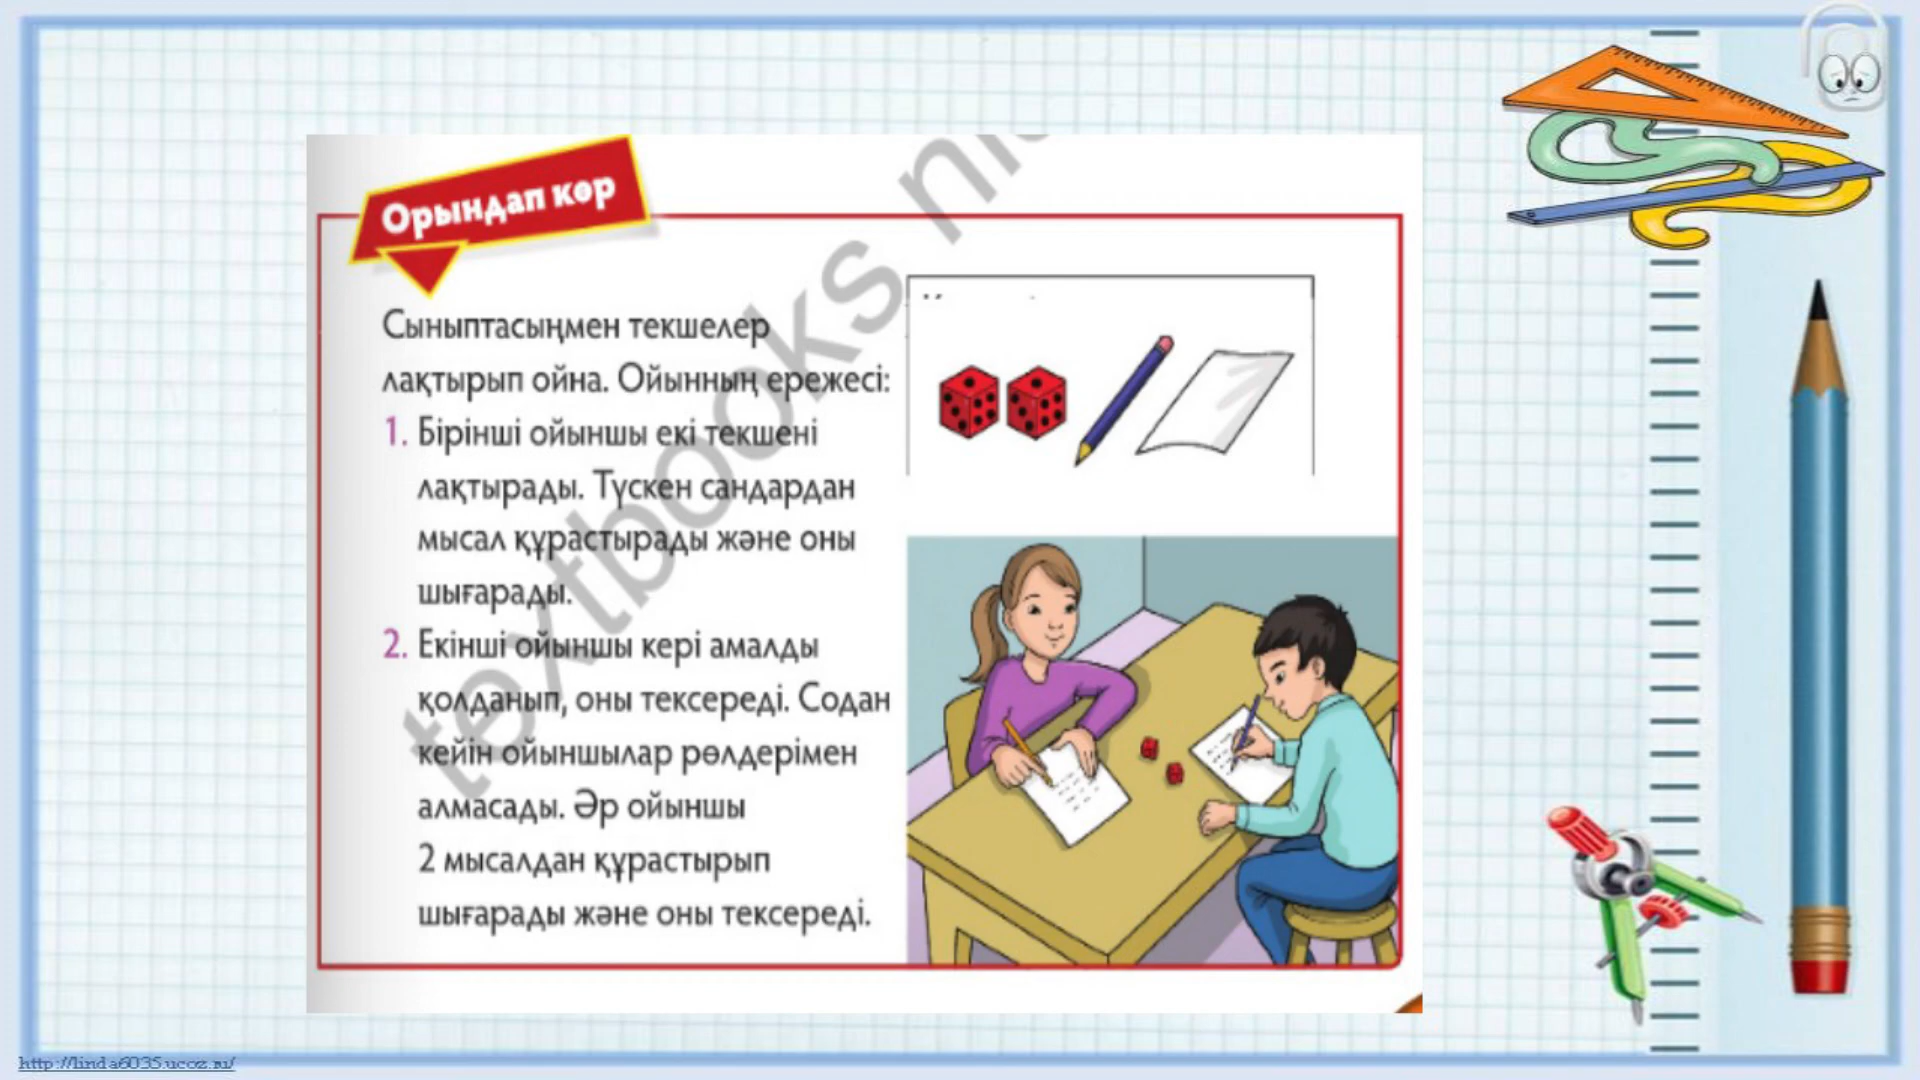 Орындап көр
Сыныптасыңмен текшелер
лақтырып ойна. Ойынның ережесі:
1. Бірінші ойыншы екі текшені
лақтырады. Түскен сандардан
мысал құрастырады және оны
шығарады.
2. Екінші ойыншы кері амалды
қолданып, оны тексереді. Содан
кейін ойыншылар рөлдерімен
алмасады. Әр ойыншы
2 мысалдан құрастырып
шығарады және оны тексереді.
textbooks
http://linda6035.ucoz.ru/